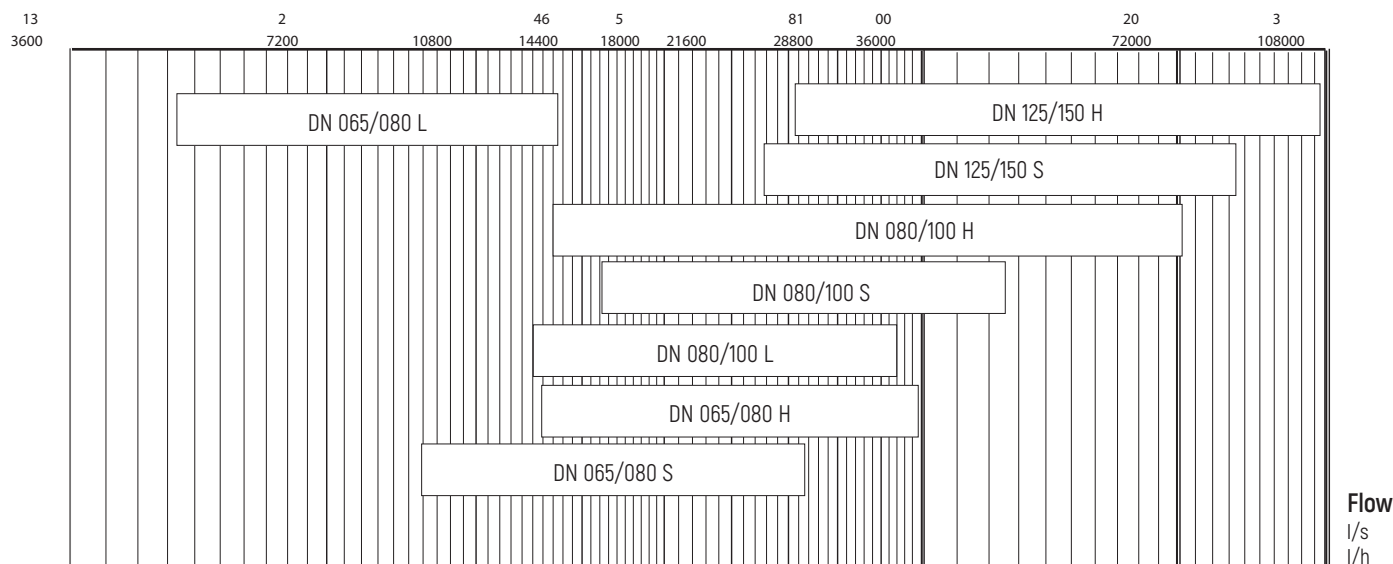 13 2 46 5 81 00 20 3
3600 7200 10800 14400 18000 21600 28800 36000 72000 108000
DN 065/080 L
DN 125/150 H
DN 125/150 S
DN 080/100 H
DN 080/100 S
DN 080/100 L
DN 065/080 H
DN 065/080 S
Flow
l/s
l/h